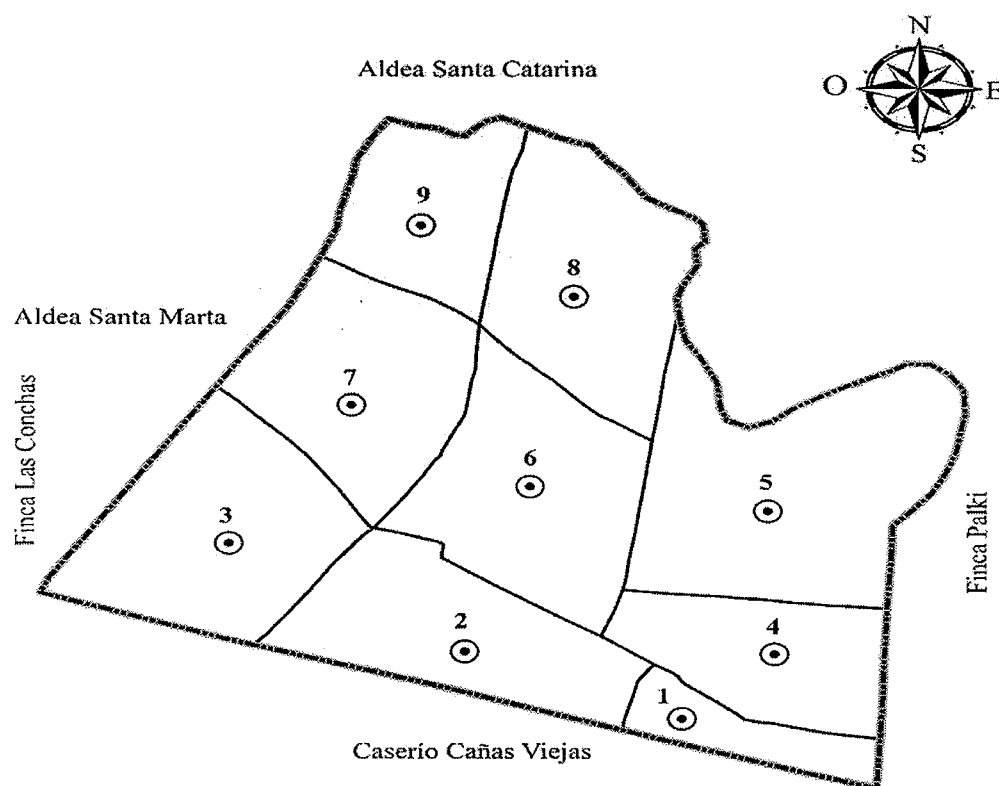 N
O
E
S
Aldea Santa Catarina
9
8
Aldea Santa Marta
7
Finca Las Conchas
6
5
3
Finca Palki
2
4
1
Caserío Cañas Viejas